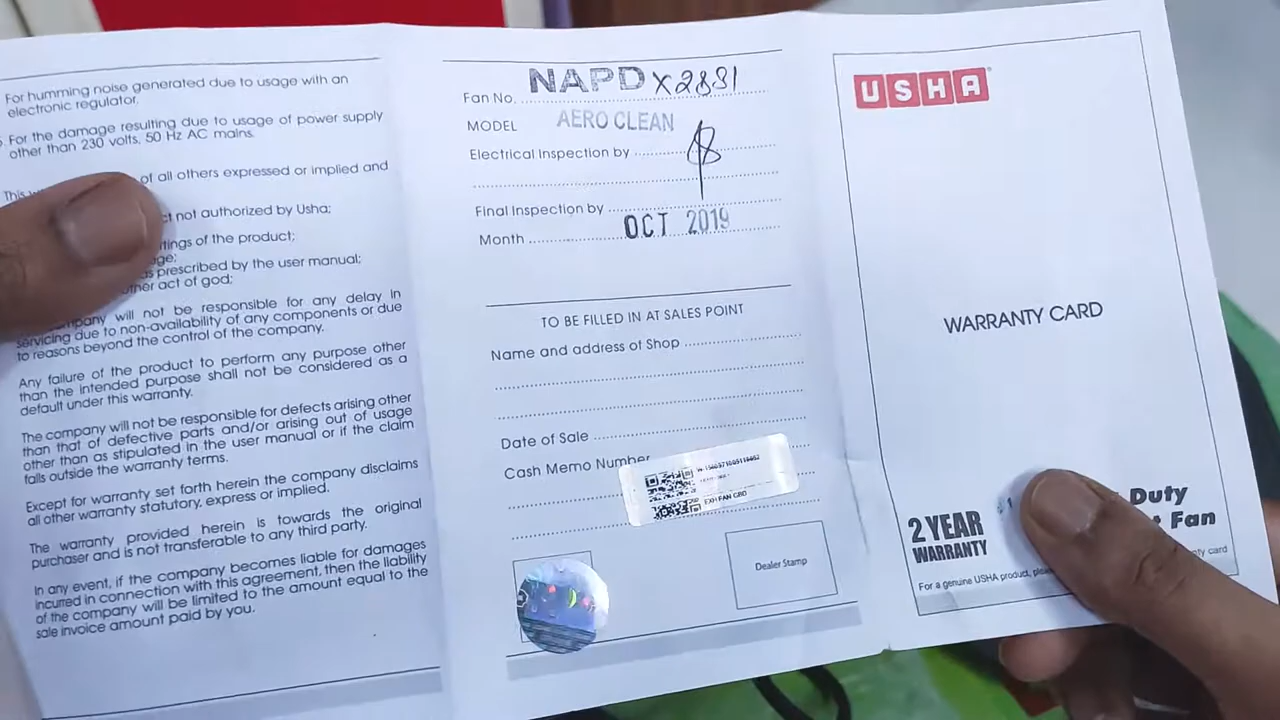 For humming noise generated due to usage with an
electronic regulator.
For the damage resulting due to usage of power supply
other than 230 volts, 50 Hz AC mains.
This
of all others expressed or implied and
not authorized by Usha;
of the product;
prescribed by the user manual;
act of god;
will not be responsible for any delay in
servicing due to non-availability of any components or due
to reasons beyond the control of the company.
Any failure of the product to perform any purpose other
than the intended purpose shall not be considered as a
default under this warranty.
The company will not be responsible for defects arising other
than that of defective parts and/or arising out of usage
other than as stipulated in the user manual or if the claim
falls outside the warranty terms.
Except for warranty set forth herein the company disclaims
all other warranty statutory, express or implied.
The warranty provided herein is towards the original
purchaser and is not transferable to any third party.
In any event, if the company becomes liable for damages
incurred in connection with this agreement, then the liability
of the company will be limited to the amount equal to the
sale invoice amount paid by you.
Fan No. NAPD X2831
MODEL AERO CLEAN
Electrical Inspection by
Final Inspection by
Month OCT 2019
TO BE FILLED IN AT SALES POINT
Name and address of Shop
Date of Sale
Cash Memo Number
EXH FAN GBD
Dealer Stamp
USHA
WARRANTY CARD
2 YEAR
WARRANTY
Duty
Fan
For a genuine USHA product,
card